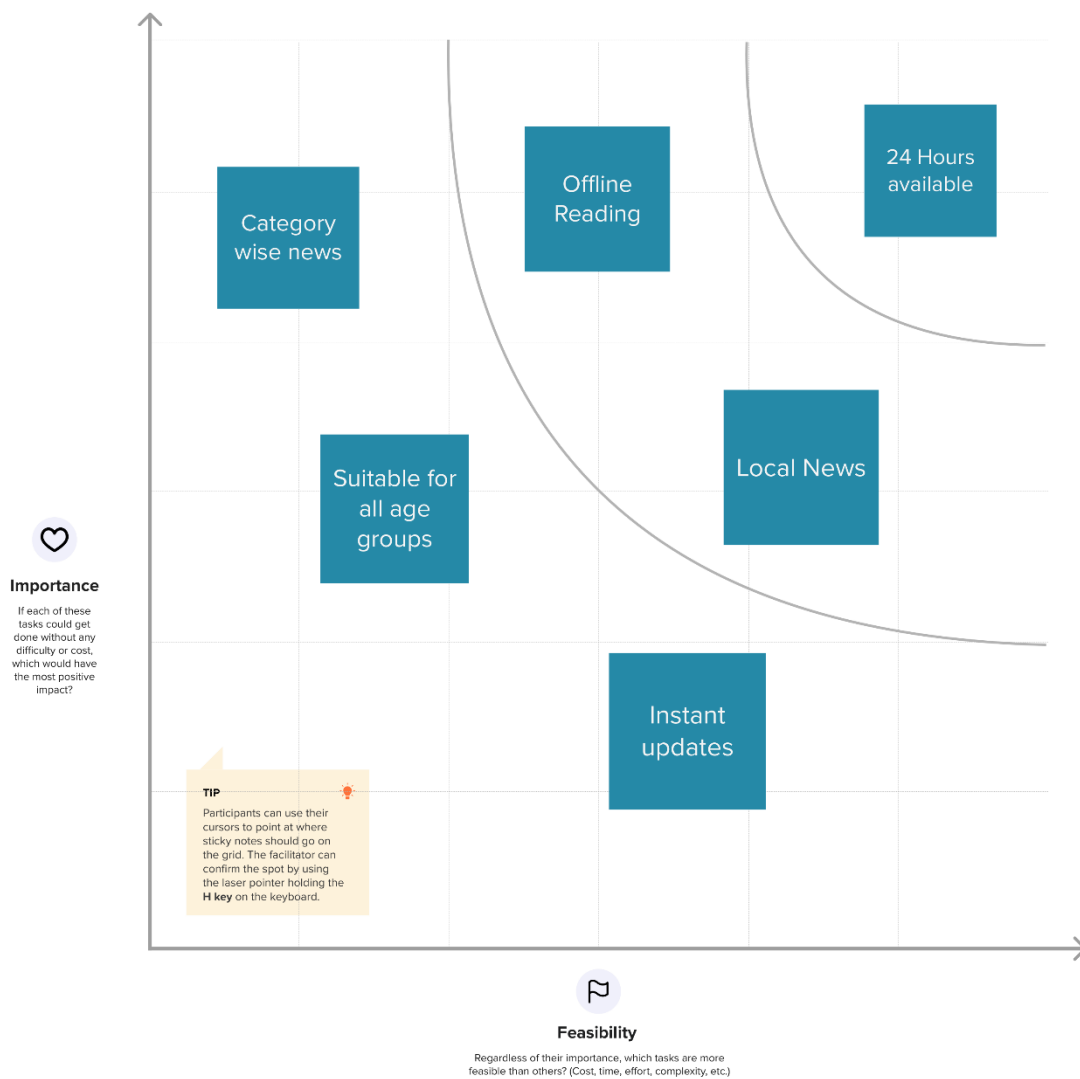 24 Hours
available
Offline
Reading
Category
wise news
Local News
Suitable for
all age
groups
Importance
If each of these
tasks could get
done without any
difficulty or cost,
which would have
the most positive
impact?
Instant
updates
TIP
Participants can use their
cursors to point at where
sticky notes should go on
the grid. The facilitator can
confirm the spot by using
the laser pointer holding the
H key on the keyboard.
Feasibility
Regardless of their importance, which tasks are more
feasible than others? (Cost, time, effort, complexity, etc.)